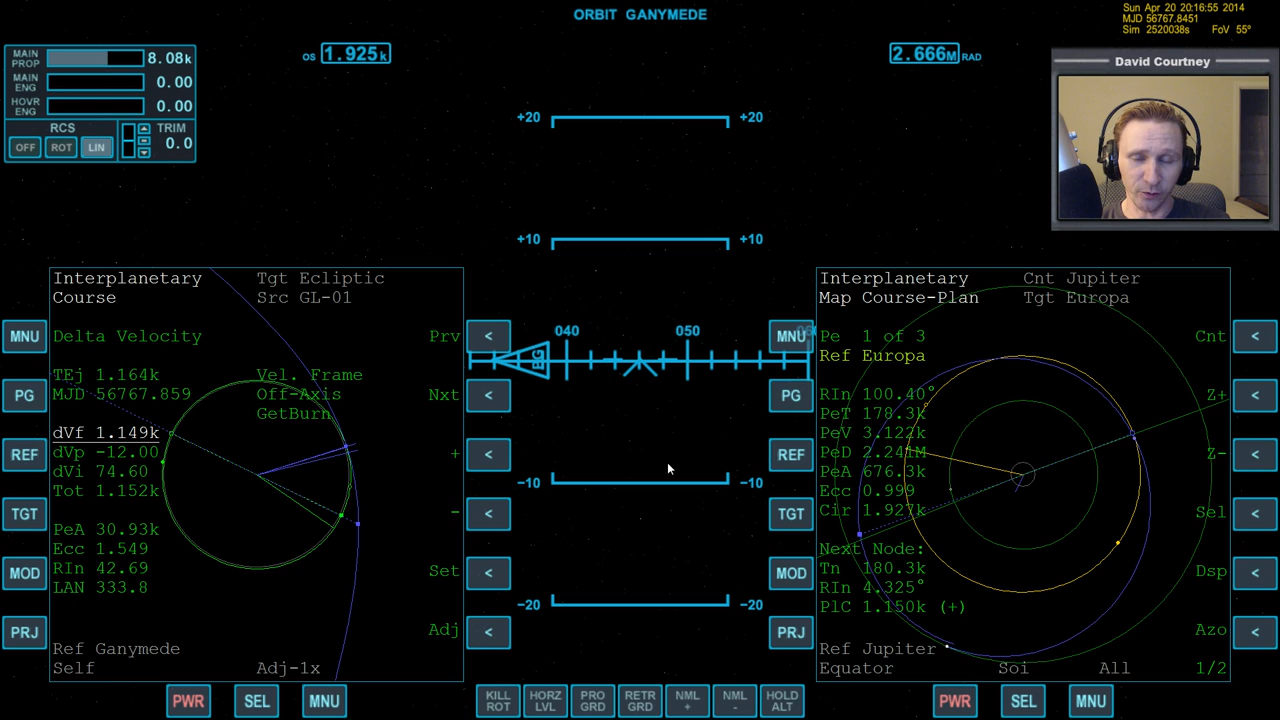 ORBIT GANYMEDE
Sun Apr 20 20:16:55 2014
MJD 56767.8451
Sim 2520038s FoV 55°
David Courtney
MAIN PROP 8.08k
MAIN ENG 0.00
HOVR ENG 0.00
RCS
TRIM
OFF ROT LIN 0.0
OS 1.925k
2.666M RAD
+20 +20
+10 +10
040 050
EG
-10 -10
-20 -20
Interplanetary Tgt Ecliptic
Course Src GL-01
Delta Velocity
TEj 1.164k Vel. Frame
MJD 56767.859 Off-Axis
GetBurn
dVf 1.149k
dVp -12.00
dVi 74.60
Tot 1.152k
PeA 30.93k
Ecc 1.549
RIn 42.69
LAN 333.8
Ref Ganymede
Self Adj-1x
MNU
PG
REF
TGT
MOD
PRJ
Prv <
Nxt <
+ <
- <
Set <
Adj <
PWR SEL MNU
Interplanetary Cnt Jupiter
Map Course-Plan Tgt Europa
Pe 1 of 3
Ref Europa
RIn 100.40°
PeT 178.3k
PeV 3.122k
PeD 2.241M
PeA 676.3k
Ecc 0.999
Cir 1.927k
Next Node:
Tn 180.3k
RIn 4.325°
PlC 1.150k (+)
Ref Jupiter
Equator Soi All 1/2
MNU
PG
REF
TGT
MOD
PRJ
Cnt <
Z+ <
Z- <
Sel <
Dsp <
Azo <
PWR SEL MNU
KILL ROT
HORZ LVL
PRO GRD
RETR GRD
NML +
NML -
HOLD ALT